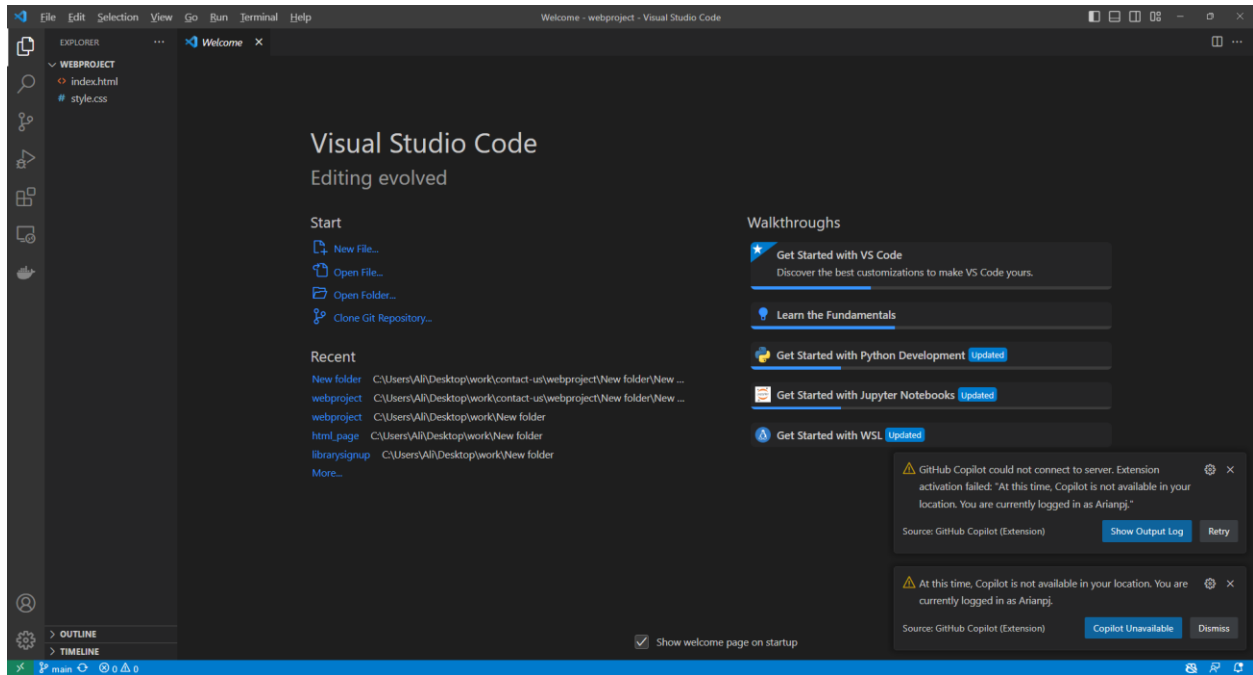 File Edit Selection View Go Run Terminal Help
Welcome - webproject - Visual Studio Code
EXPLORER
WEBPROJECT
index.html
style.css
Welcome
Visual Studio Code
Editing evolved
Start
New File...
Open File...
Open Folder...
Clone Git Repository...
Recent
New folder C:\Users\Ali\Desktop\work\contact-us\webproject\New folder\New ...
webproject C:\Users\Ali\Desktop\work\contact-us\webproject\New folder\New ...
webproject C:\Users\Ali\Desktop\work\New folder
html_page C:\Users\Ali\Desktop\work\New folder
librarysignup C:\Users\Ali\Desktop\work\New folder
More...
Walkthroughs
Get Started with VS Code
Discover the best customizations to make VS Code yours.
Learn the Fundamentals
Get Started with Python Development Updated
Get Started with Jupyter Notebooks Updated
Get Started with WSL Updated
GitHub Copilot could not connect to server. Extension
activation failed: "At this time, Copilot is not available in your
location. You are currently logged in as Arianpj."
Source: GitHub Copilot (Extension)
Show Output Log
Retry
At this time, Copilot is not available in your location. You are
currently logged in as Arianpj.
Source: GitHub Copilot (Extension)
Copilot Unavailable
Dismiss
Show welcome page on startup
OUTLINE
TIMELINE
main 0 0